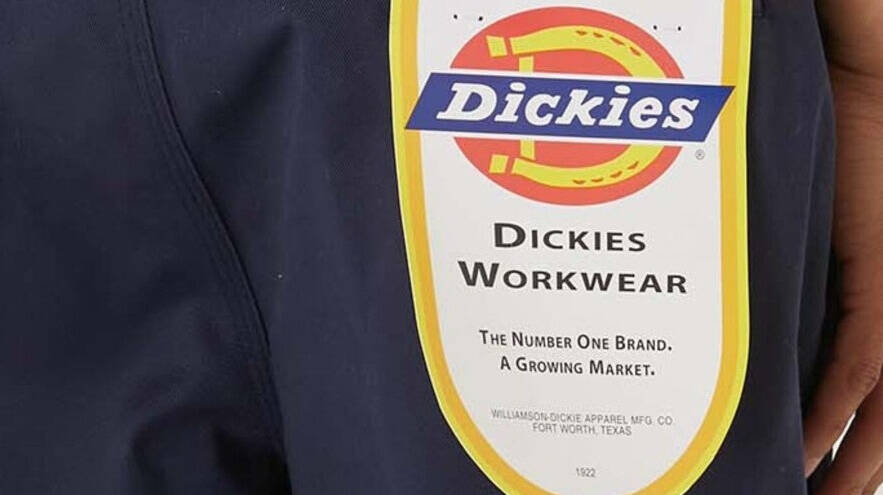 Dickies
®
DICKIES
WORKWEAR
THE NUMBER ONE BRAND.
A GROWING MARKET.
WILLIAMSON-DICKIE APPAREL MFG. CO.
FORT WORTH, TEXAS
1922